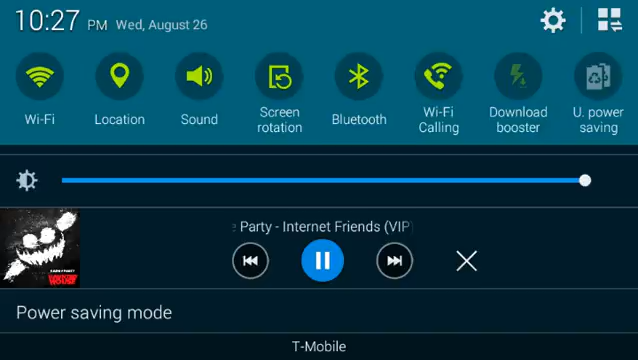 10:27 PM Wed, August 26
Wi-Fi
Location
Sound
Screen
rotation
Bluetooth
Wi-Fi
Calling
Download
booster
U. power
saving
e Party - Internet Friends (VIP)
Power saving mode
T-Mobile